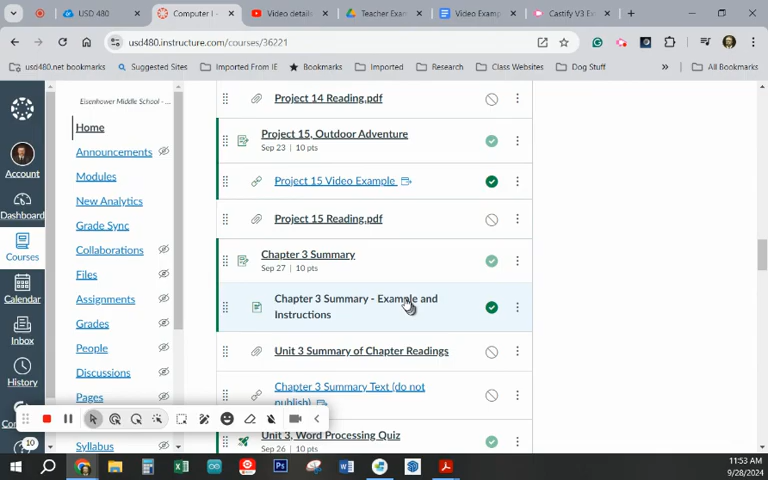 USD 480
Computer I -
Video details
Teacher Exam
Video Examp
Castify V3 Ex
usd480.instructure.com/courses/36221
usd480.net bookmarks
Suggested Sites
Imported From IE
Bookmarks
Imported
Research
Class Websites
Dog Stuff
»
All Bookmarks
Eisenhower Middle School - ...
Home
Announcements
Modules
New Analytics
Grade Sync
Collaborations
Files
Assignments
Grades
People
Discussions
Pages
Syllabus
Account
Dashboard
Courses
Calendar
Inbox
History
10
Project 14 Reading.pdf
Project 15, Outdoor Adventure
Sep 23 | 10 pts
Project 15 Video Example
Project 15 Reading.pdf
Chapter 3 Summary
Sep 27 | 10 pts
Chapter 3 Summary - Example and
Instructions
Unit 3 Summary of Chapter Readings
Chapter 3 Summary Text (do not
publish)
Unit 3, Word Processing Quiz
Sep 26 | 10 pts
11:53 AM
9/28/2024